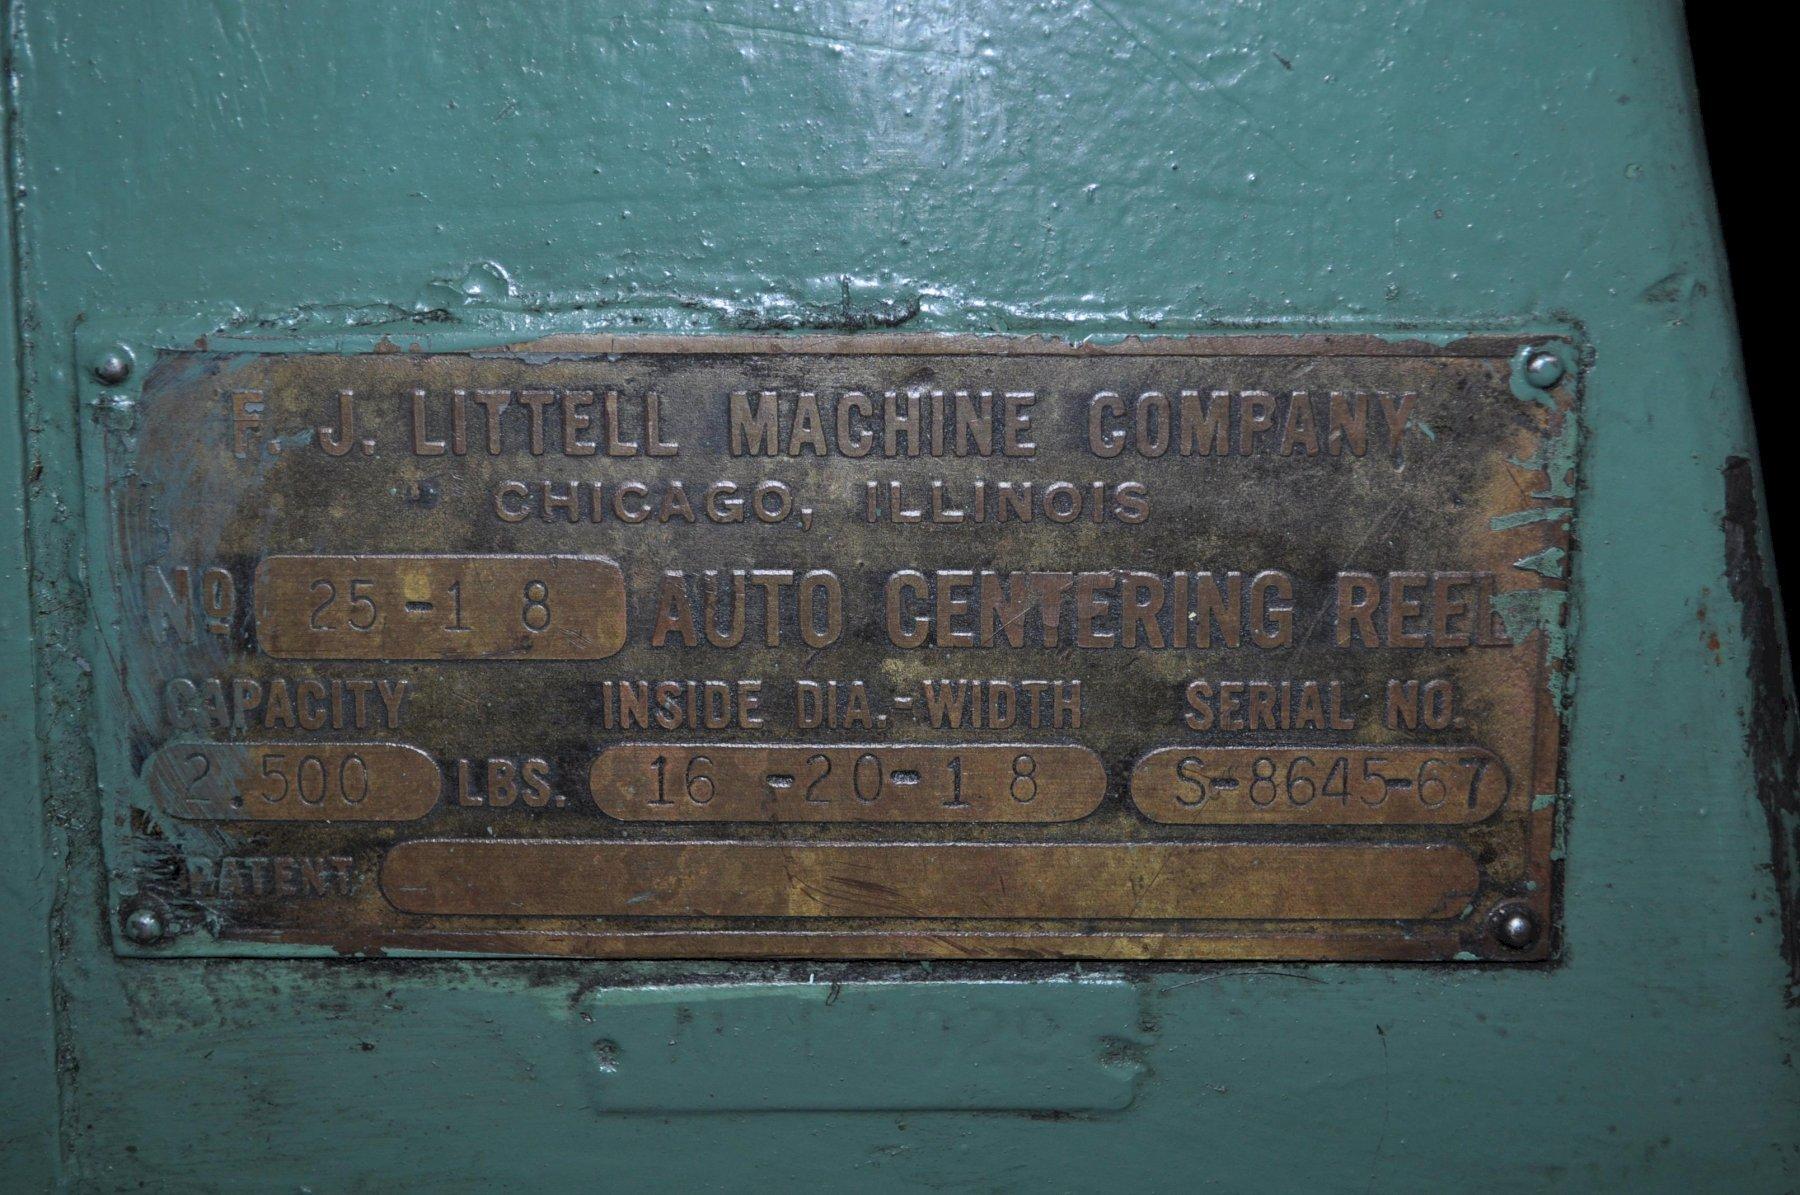 F. J. LITTELL MACHINE COMPANY
CHICAGO, ILLINOIS
NO 25-18 AUTO CENTERING REEL
CAPACITY INSIDE DIA.-WIDTH SERIAL NO.
2,500 LBS. 16-20-18 S-8645-67
PATENT